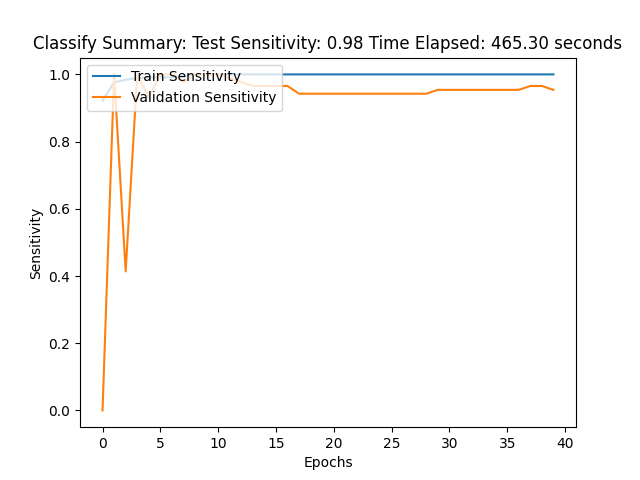 Classify Summary: Test Sensitivity: 0.98 Time Elapsed: 465.30 seconds
Train Sensitivity
Validation Sensitivity
1.0
0.8
0.6
0.4
0.2
0.0
Sensitivity
0 5 10 15 20 25 30 35 40
Epochs